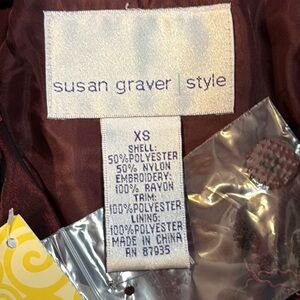 susan graver | style
XS
SHELL:
50%POLYESTER
50% NYLON
EMBROIDERY:
100% RAYON
TRIM:
100%POLYESTER
LINING:
100%POLYESTER
MADE IN CHINA
RN 87935